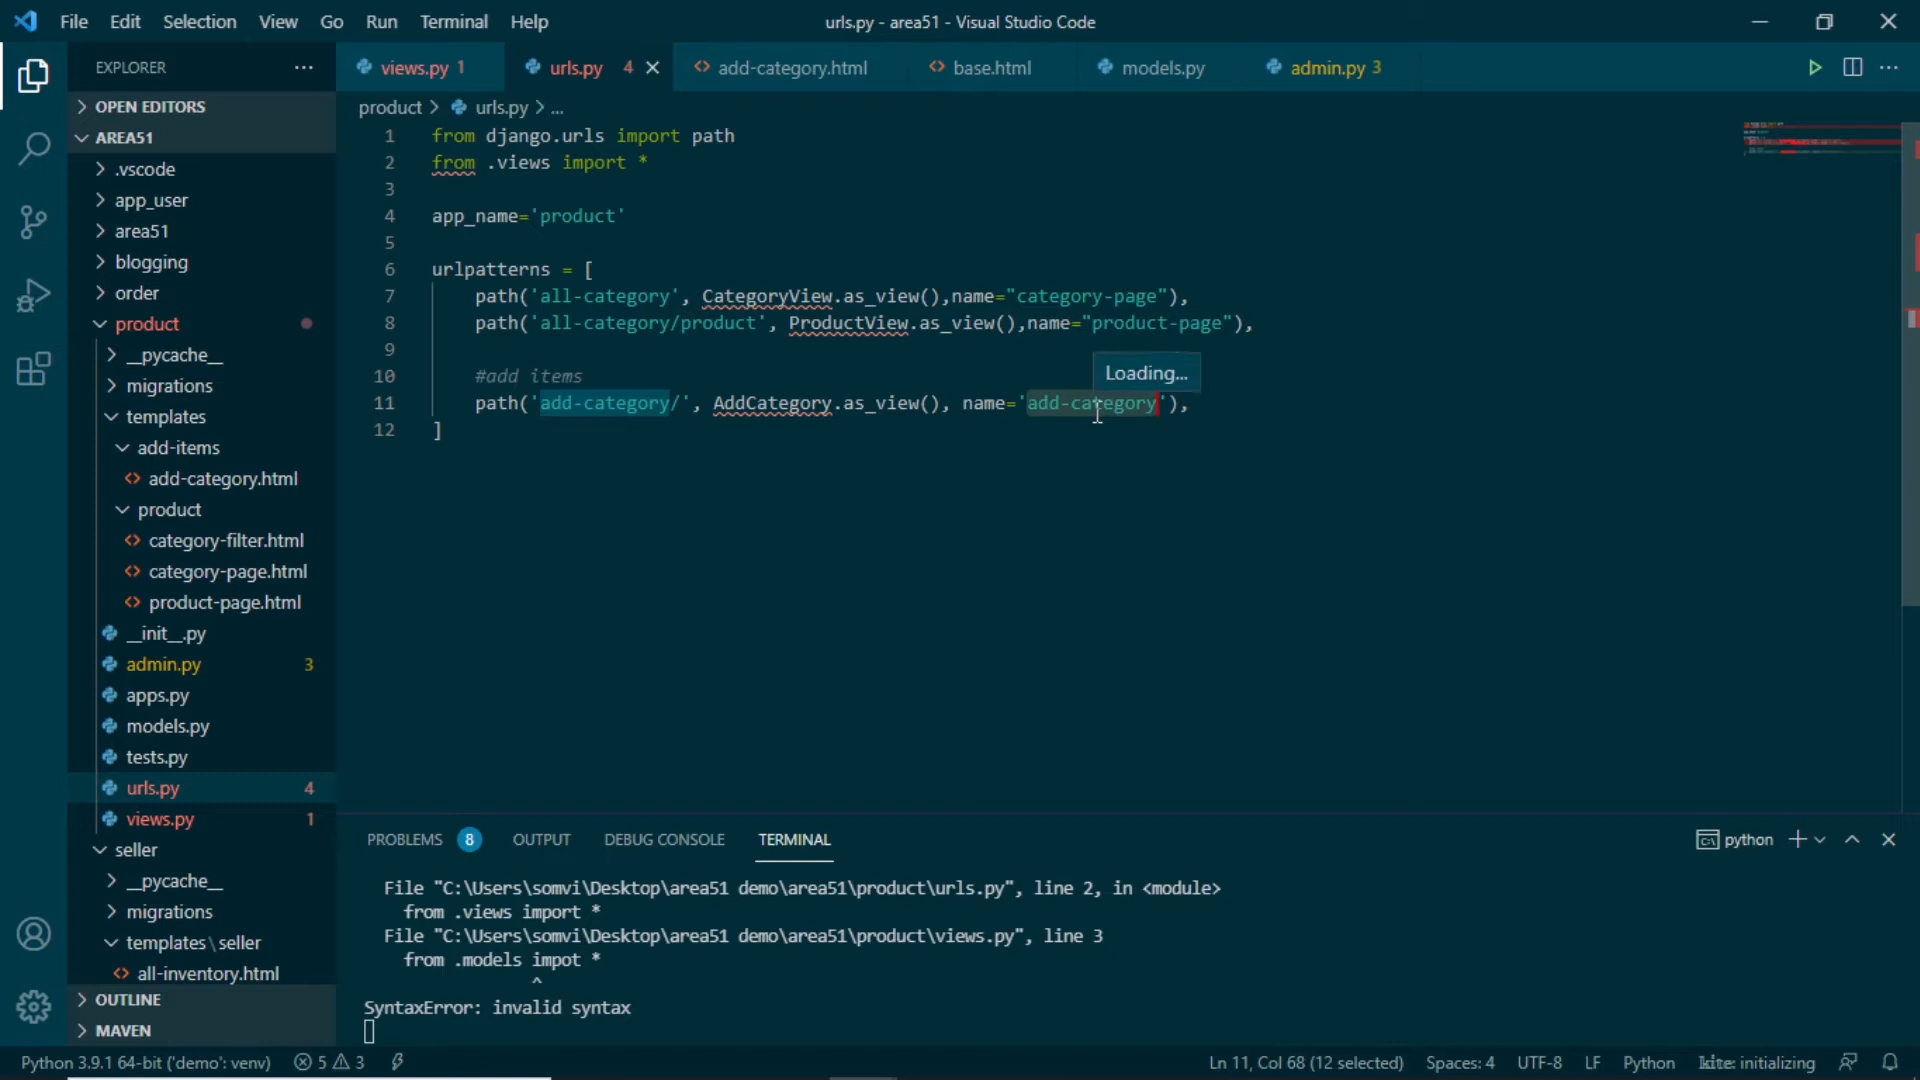 File Edit Selection View Go Run Terminal Help
urls.py - area51 - Visual Studio Code
EXPLORER
OPEN EDITORS
AREA51
.vscode
app_user
area51
blogging
order
product
__pycache__
migrations
templates
add-items
add-category.html
product
category-filter.html
category-page.html
product-page.html
__init__.py
admin.py 3
apps.py
models.py
tests.py
urls.py 4
views.py 1
seller
__pycache__
migrations
templates\seller
all-inventory.html
OUTLINE
MAVEN
views.py 1 urls.py 4 add-category.html base.html models.py admin.py 3
product > urls.py > ...
1 from django.urls import path
2 from .views import *
3
4 app_name='product'
5
6 urlpatterns = [
7 path('all-category', CategoryView.as_view(),name="category-page"),
8 path('all-category/product', ProductView.as_view(),name="product-page"),
9
10 #add items
11 path('add-category/', AddCategory.as_view(), name='add-category'),
12 ]
Loading...
PROBLEMS 8 OUTPUT DEBUG CONSOLE TERMINAL
python
File "C:\Users\somvi\Desktop\area51 demo\area51\product\urls.py", line 2, in <module>
from .views import *
File "C:\Users\somvi\Desktop\area51 demo\area51\product\views.py", line 3
from .models impot *
^
SyntaxError: invalid syntax
Python 3.9.1 64-bit ('demo': venv) 5 3
Ln 11, Col 68 (12 selected) Spaces: 4 UTF-8 LF Python kite: initializing